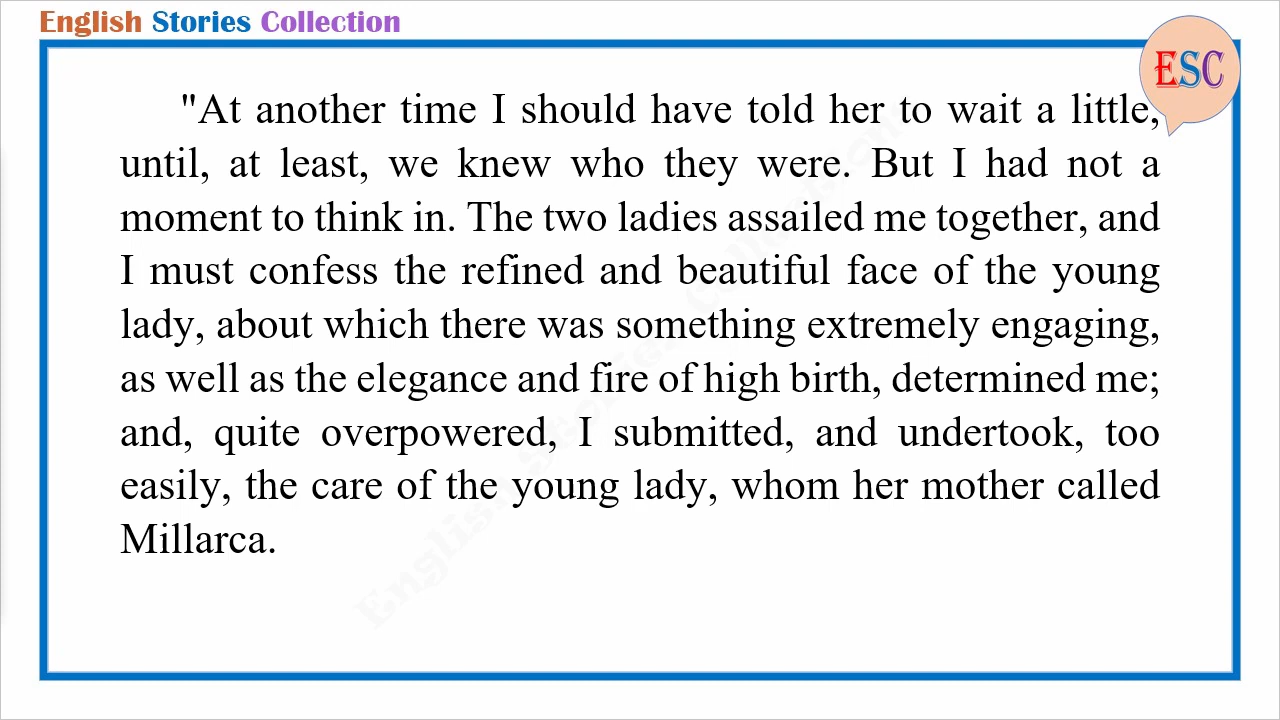 English Stories Collection
ESC
"At another time I should have told her to wait a little,
until, at least, we knew who they were. But I had not a
moment to think in. The two ladies assailed me together, and
I must confess the refined and beautiful face of the young
lady, about which there was something extremely engaging,
as well as the elegance and fire of high birth, determined me;
and, quite overpowered, I submitted, and undertook, too
easily, the care of the young lady, whom her mother called
Millarca.
English Stories Collection